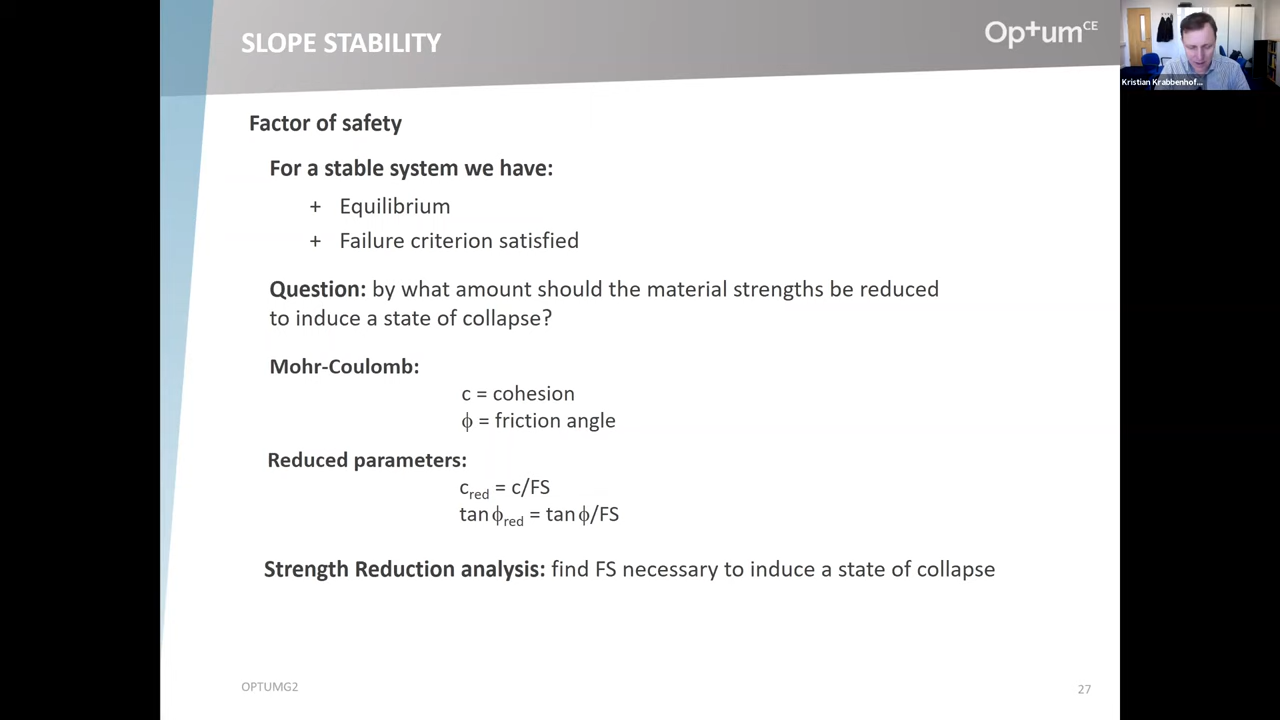 SLOPE STABILITY
Optum CE
Kristian Krabbenhof...
Factor of safety
For a stable system we have:
+ Equilibrium
+ Failure criterion satisfied
Question: by what amount should the material strengths be reduced
to induce a state of collapse?
Mohr-Coulomb:
c = cohesion
ϕ = friction angle
Reduced parameters:
c_red = c/FS
tan ϕ_red = tan ϕ/FS
Strength Reduction analysis: find FS necessary to induce a state of collapse
OPTUMG2
27